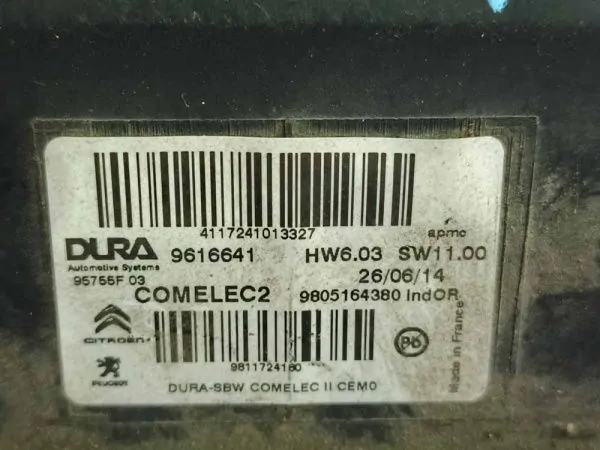 4117241013327
apmc
DURA
Automotive Systems
95755F 03
9616641
HW6.03 SW11.00
26/06/14
COMELEC2
9805164380 IndOR
CITROËN
PEUGEOT
9811724180
DURA-SBW COMELEC II CEM0
Pb
Made in France